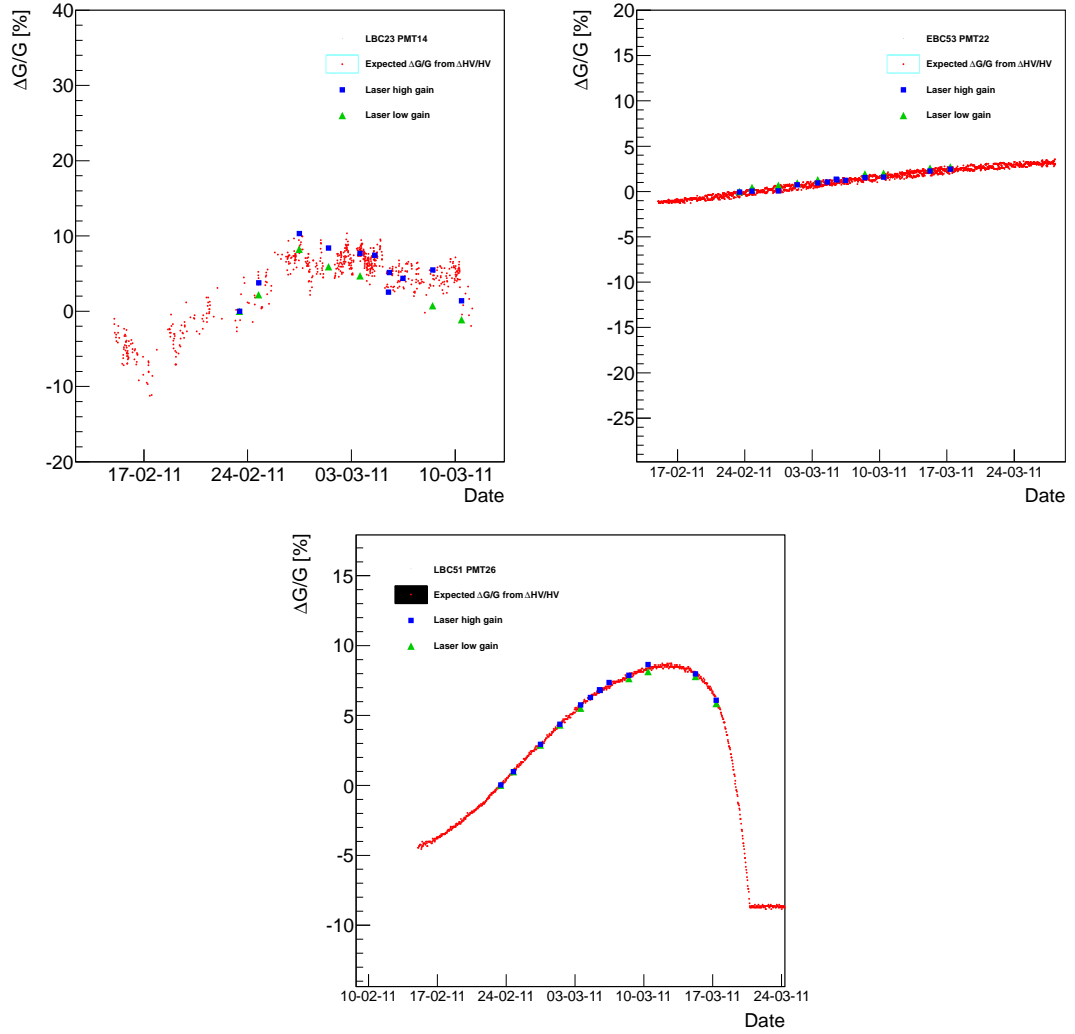 ΔG/G [%]
40
30
20
10
0
-10
-20
LBC23 PMT14
Expected ΔG/G from ΔHV/HV
Laser high gain
Laser low gain
17-02-11 24-02-11 03-03-11 10-03-11
Date
ΔG/G [%]
20
15
10
5
0
-5
-10
-15
-20
-25
EBC53 PMT22
Expected ΔG/G from ΔHV/HV
Laser high gain
Laser low gain
17-02-11 24-02-11 03-03-11 10-03-11 17-03-11 24-03-11
Date
ΔG/G [%]
15
10
5
0
-5
-10
LBC51 PMT26
Expected ΔG/G from ΔHV/HV
Laser high gain
Laser low gain
10-02-11 17-02-11 24-02-11 03-03-11 10-03-11 17-03-11 24-03-11
Date